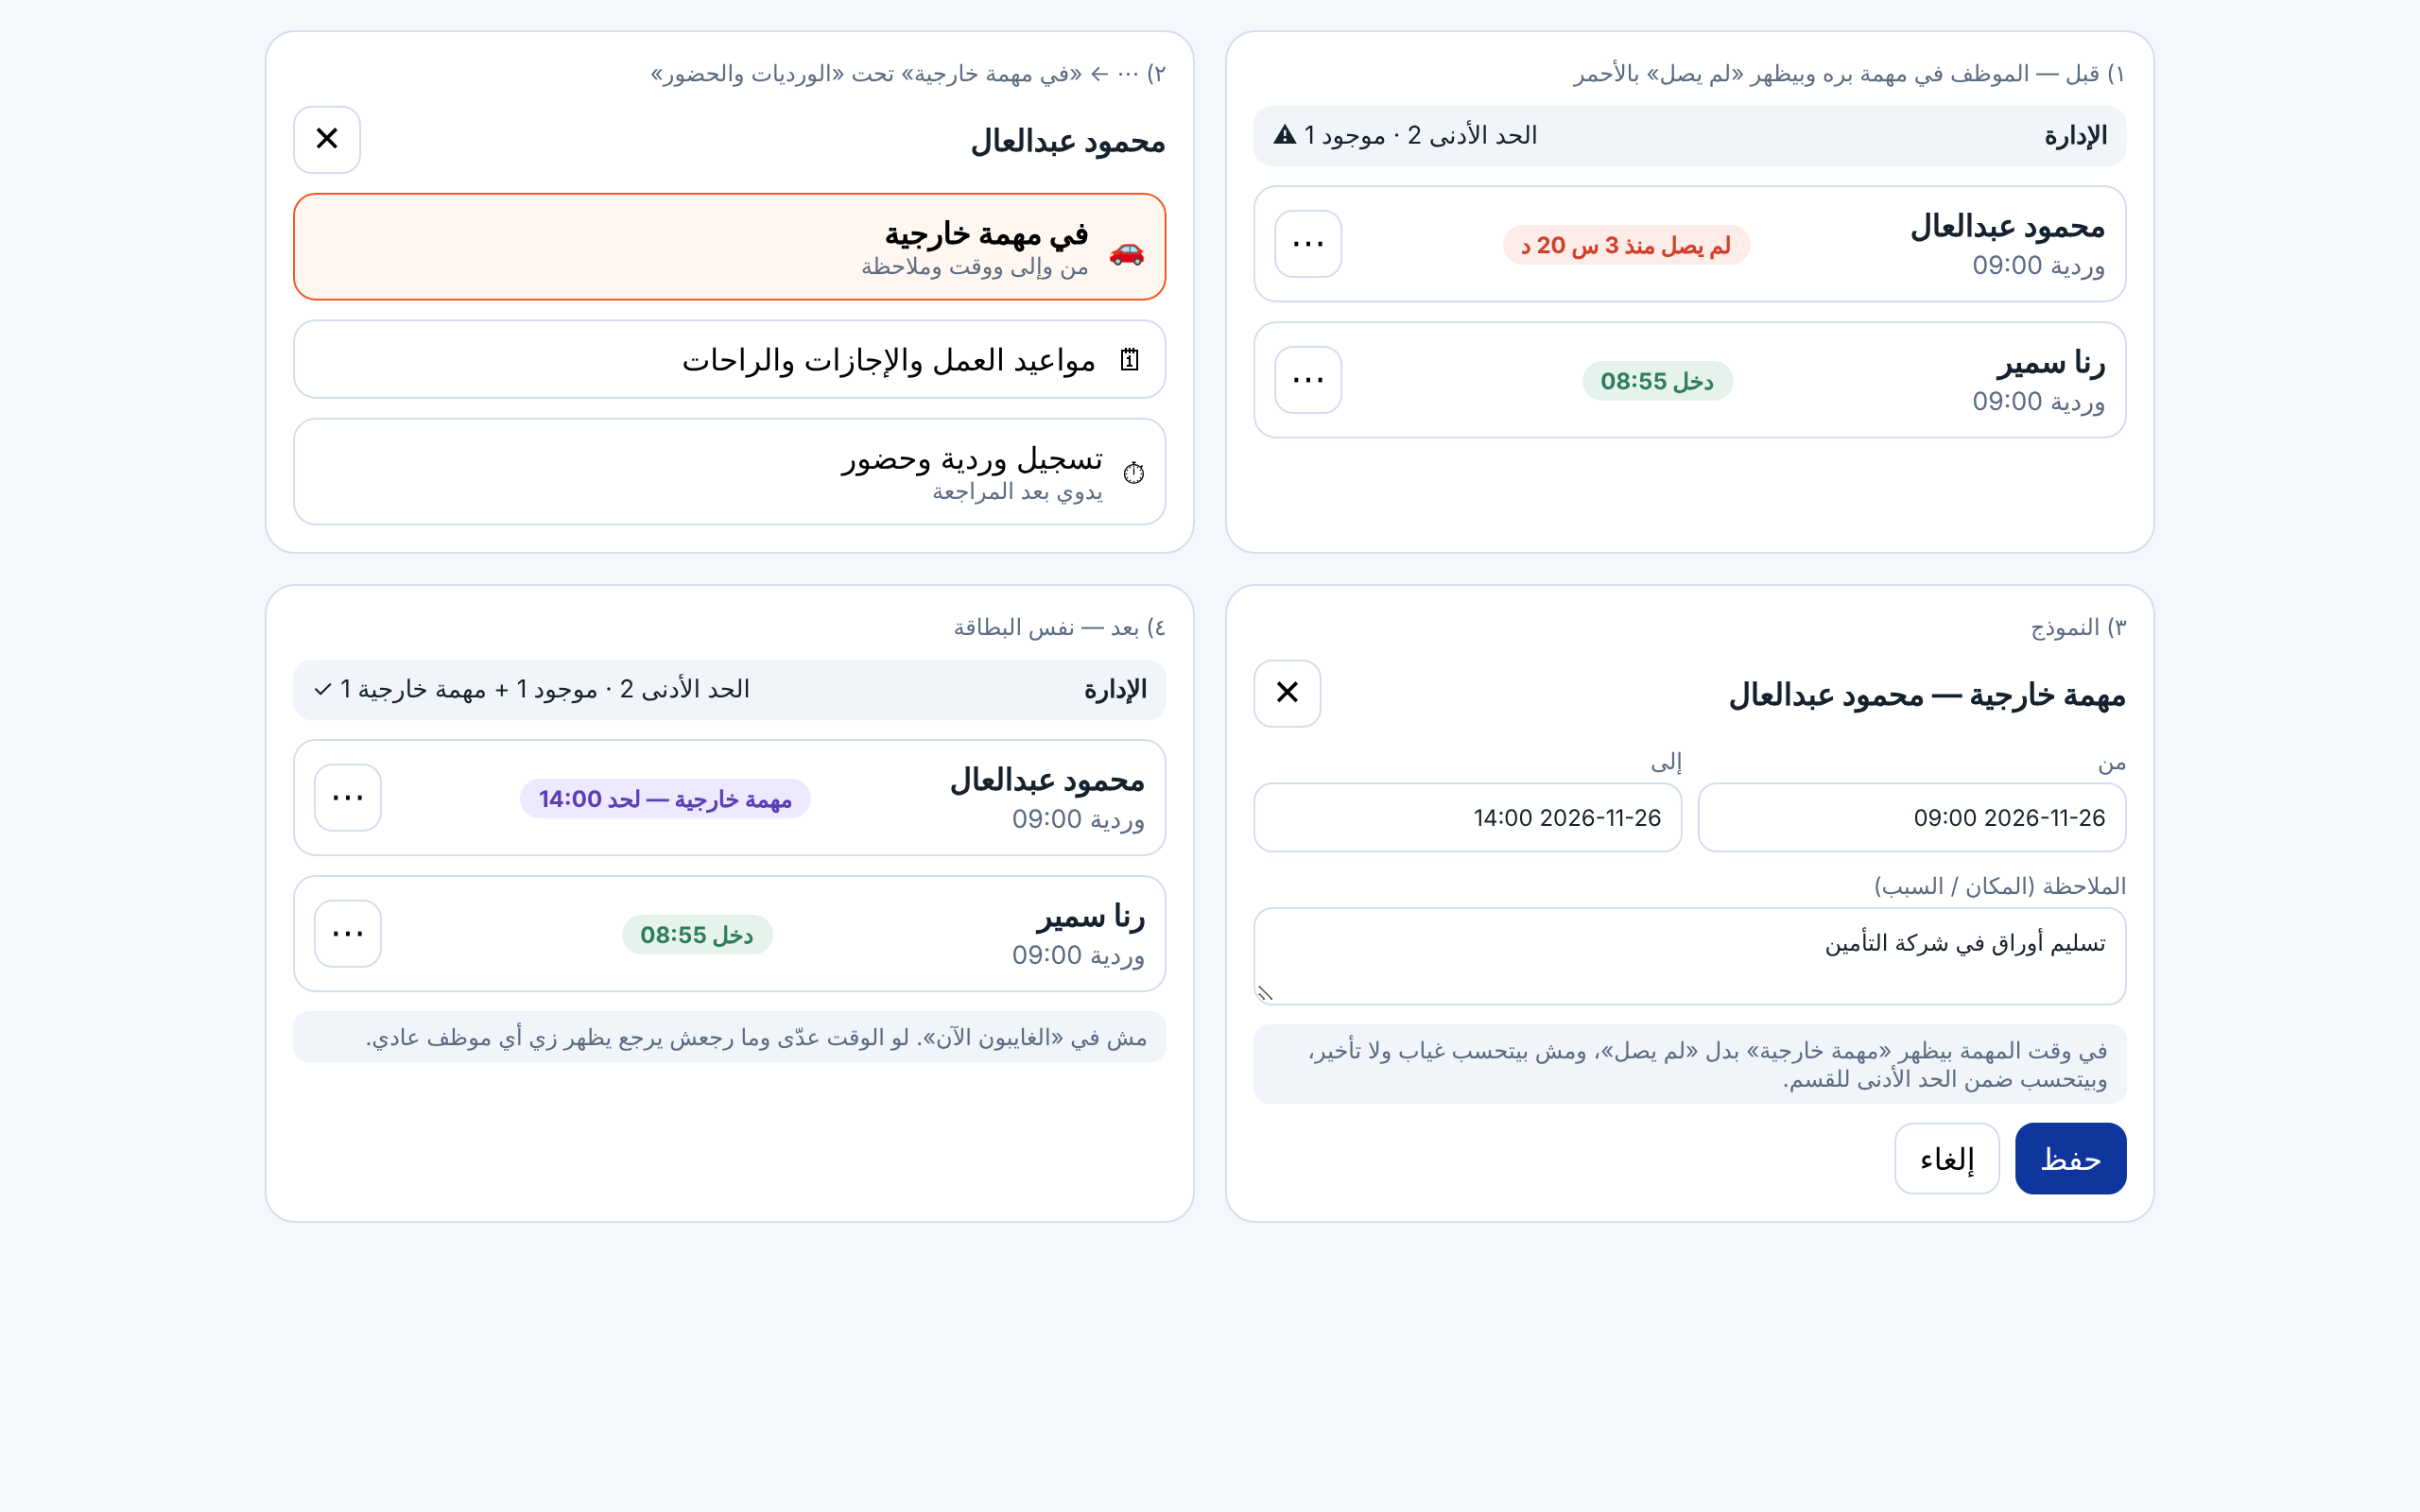 ١) قبل — الموظف في مهمة بره وبيظهر «لم يصل» بالأحمر
الإدارة
الحد الأدنى 2 · موجود 1 ⚠
محمود عبدالعال
وردية 09:00
لم يصل منذ 3 س 20 د
⋯
رنا سمير
وردية 09:00
دخل 08:55
⋯
٢) ⋯ ← «في مهمة خارجية» تحت «الورديات والحضور»
محمود عبدالعال
✕
🚗 في مهمة خارجية
من وإلى ووقت وملاحظة
🗓 مواعيد العمل والإجازات والراحات
⏱ تسجيل وردية وحضور
يدوي بعد المراجعة
٣) النموذج
مهمة خارجية — محمود عبدالعال
✕
من
2026-11-26 09:00
إلى
2026-11-26 14:00
الملاحظة (المكان / السبب)
تسليم أوراق في شركة التأمين
في وقت المهمة بيظهر «مهمة خارجية» بدل «لم يصل»، ومش بيتحسب غياب ولا تأخير،
وبيتحسب ضمن الحد الأدنى للقسم.
حفظ
إلغاء
٤) بعد — نفس البطاقة
الإدارة
الحد الأدنى 2 · موجود 1 + مهمة خارجية 1 ✓
محمود عبدالعال
وردية 09:00
مهمة خارجية — لحد 14:00
⋯
رنا سمير
وردية 09:00
دخل 08:55
⋯
مش في «الغايبون الآن». لو الوقت عدّى وما رجعش يرجع يظهر زي أي موظف عادي.